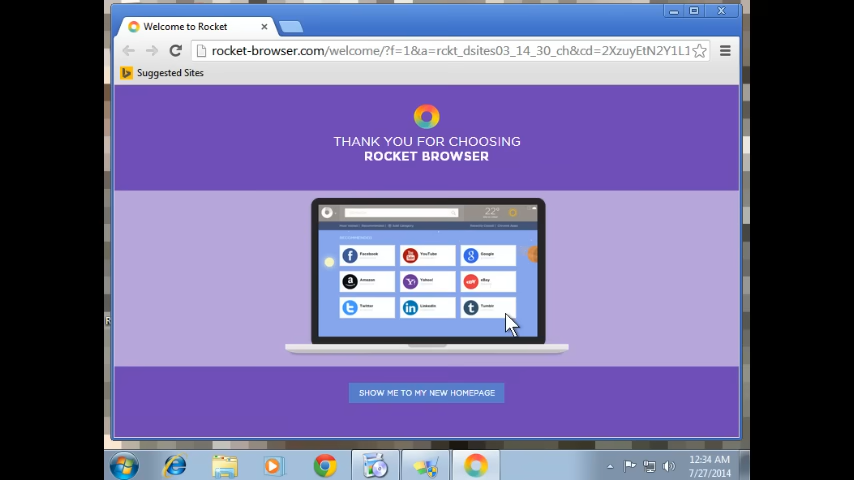 Welcome to Rocket
rocket-browser.com/welcome/?f=1&a=rckt_dsites03_14_30_ch&cd=2XzuyEtN2Y1L1
Suggested Sites
THANK YOU FOR CHOOSING
ROCKET BROWSER
22°
Facebook YouTube Google
Amazon Yahoo! eBay
Twitter LinkedIn Tumblr
SHOW ME TO MY NEW HOMEPAGE
12:34 AM
7/27/2014